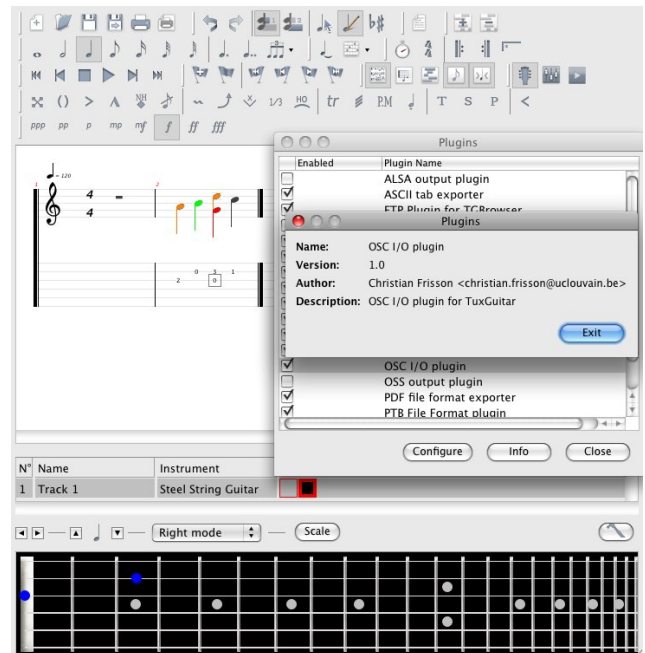 1/3 HO tr P.M T S P <
NH
ppp pp p mp mf f ff fff
Plugins
Enabled Plugin Name
ALSA output plugin
ASCII tab exporter
FTP Plugin for TGBrowser
Plugins
Name: OSC I/O plugin
Version: 1.0
Author: Christian Frisson <christian.frisson@uclouvain.be>
Description: OSC I/O plugin for TuxGuitar
Exit
OSC I/O plugin
OSS output plugin
PDF file format exporter
PTB File Format plugin
Configure Info Close
= 120
1 2
4 4
0 3 1
2 0
N° Name Instrument
1 Track 1 Steel String Guitar
Right mode Scale